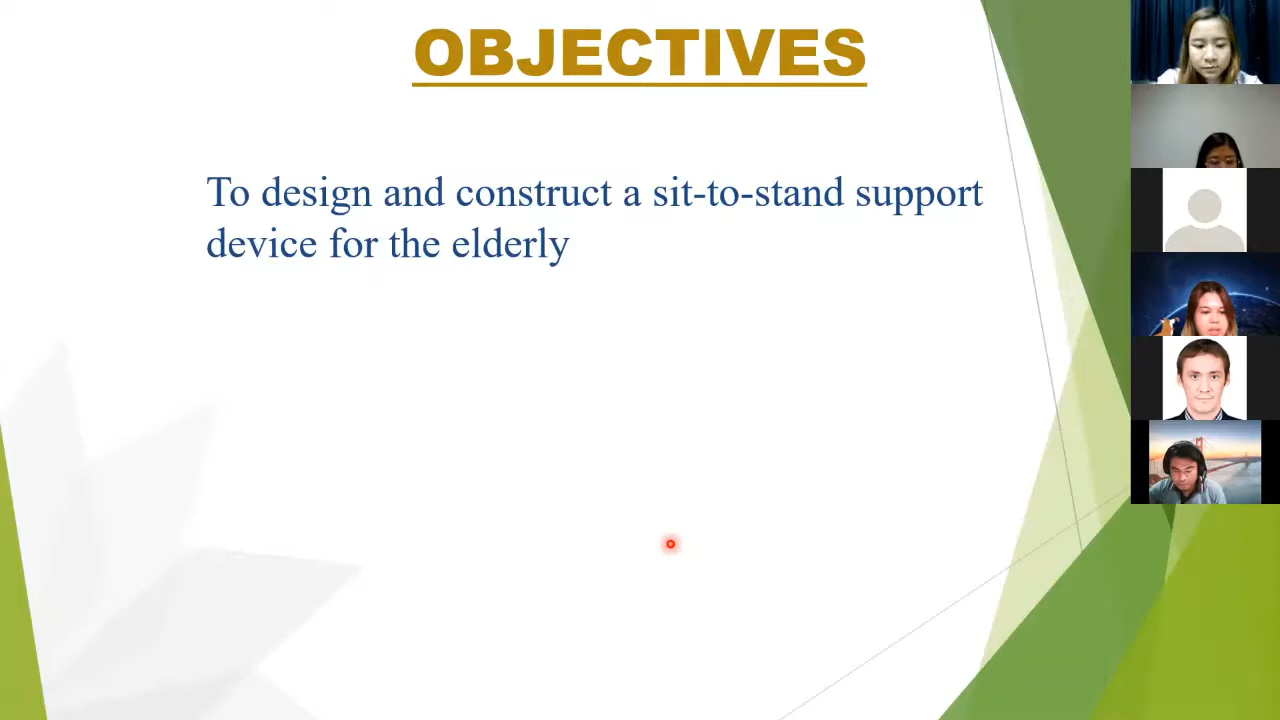 OBJECTIVES
To design and construct a sit-to-stand support
device for the elderly